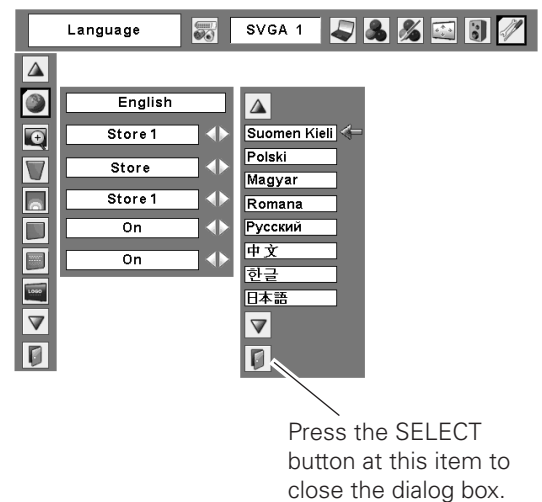 Language
SVGA 1
English
Store 1
Store
Store 1
On
On
LOGO
Suomen Kieli
Polski
Magyar
Romana
Русский
中文
한글
日本語
Press the SELECT
button at this item to
close the dialog box.